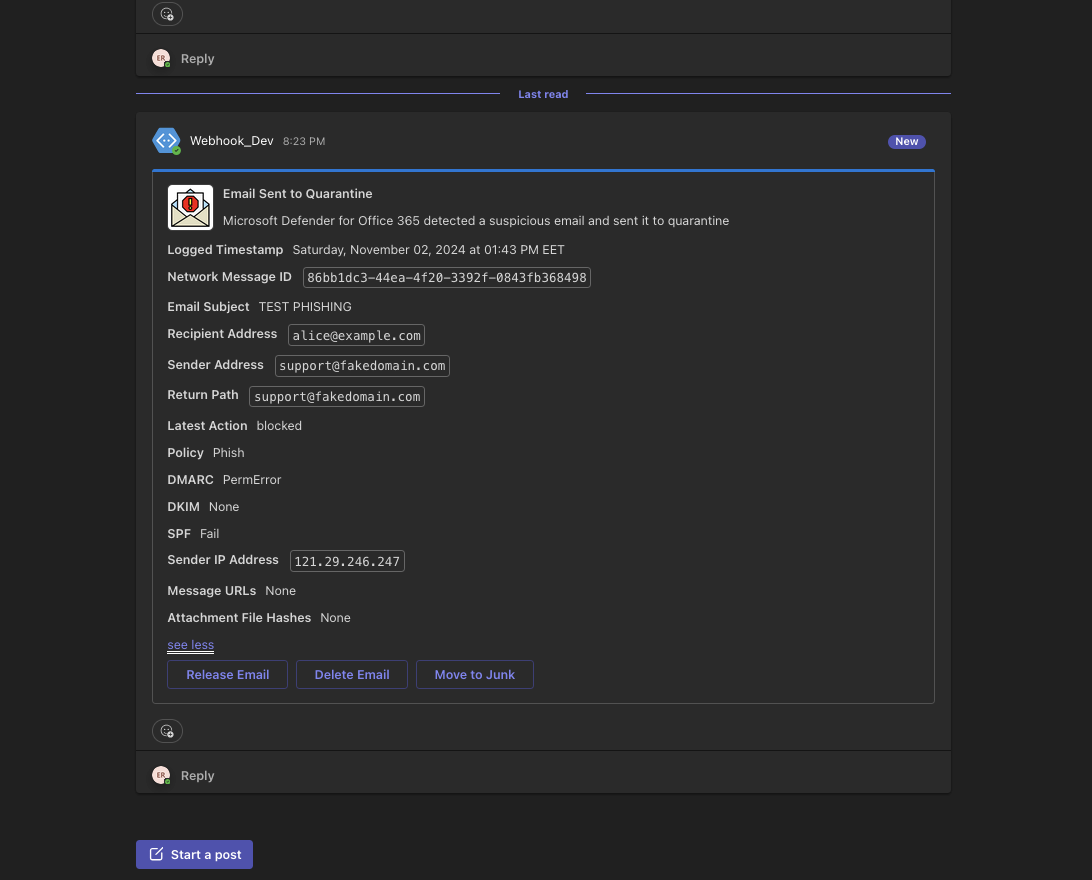 ER Reply
Last read
Webhook_Dev 8:23 PM New
Email Sent to Quarantine
Microsoft Defender for Office 365 detected a suspicious email and sent it to quarantine
Logged Timestamp Saturday, November 02, 2024 at 01:43 PM EET
Network Message ID 86bb1dc3-44ea-4f20-3392f-0843fb368498
Email Subject TEST PHISHING
Recipient Address alice@example.com
Sender Address support@fakedomain.com
Return Path support@fakedomain.com
Latest Action blocked
Policy Phish
DMARC PermError
DKIM None
SPF Fail
Sender IP Address 121.29.246.247
Message URLs None
Attachment File Hashes None
see less
Release Email Delete Email Move to Junk
ER Reply
Start a post